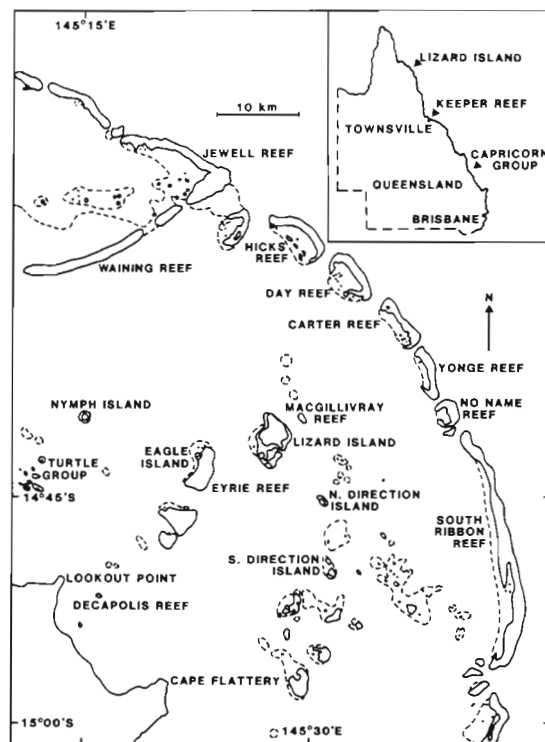 145°15'E
10 km
JEWELL REEF
WAINING REEF
HICKS
REEF
DAY REEF
CARTER REEF
N
YONGE REEF
NO NAME
REEF
NYMPH ISLAND
MACGILLIVRAY
REEF
LIZARD ISLAND
EAGLE
ISLAND
TURTLE
GROUP
EYRIE REEF
14°45'S
N. DIRECTION
ISLAND
SOUTH
RIBBON
REEF
S. DIRECTION
ISLAND
LOOKOUT POINT
DECAPOLIS REEF
CAPE FLATTERY
15°00'S
145°30'E
LIZARD ISLAND
KEEPER REEF
TOWNSVILLE
CAPRICORN
GROUP
QUEENSLAND
BRISBANE